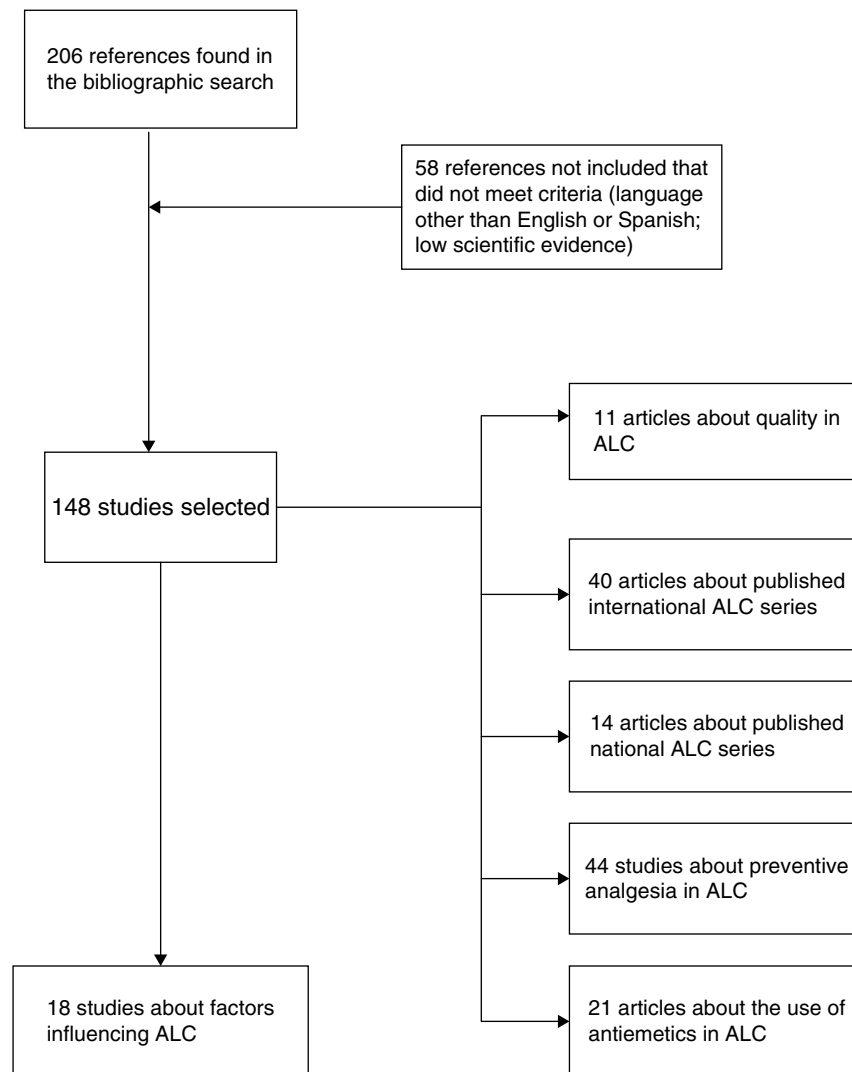 206 references found in
the bibliographic search
58 references not included that
did not meet criteria (language
other than English or Spanish;
low scientific evidence)
148 studies selected
11 articles about quality in
ALC
40 articles about published
international ALC series
14 articles about published
national ALC series
44 studies about preventive
analgesia in ALC
18 studies about factors
influencing ALC
21 articles about the use of
antiemetics in ALC